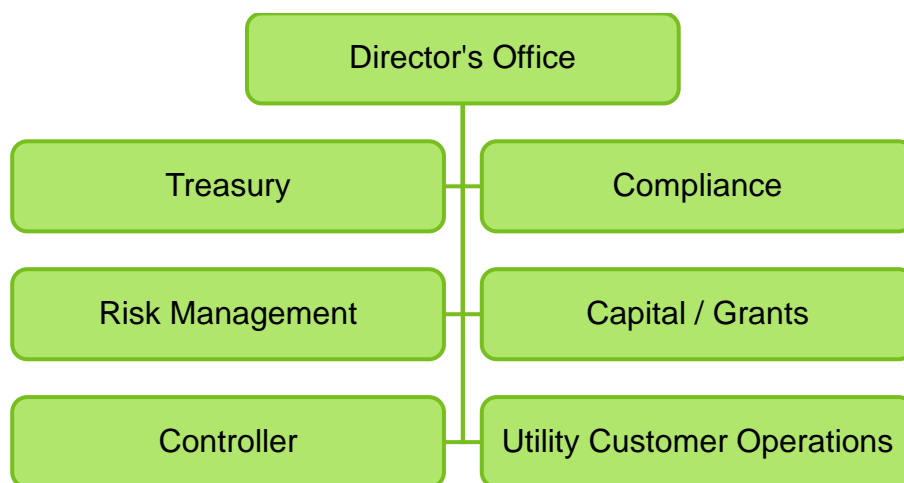 Director's Office
Treasury
Compliance
Risk Management
Capital / Grants
Controller
Utility Customer Operations